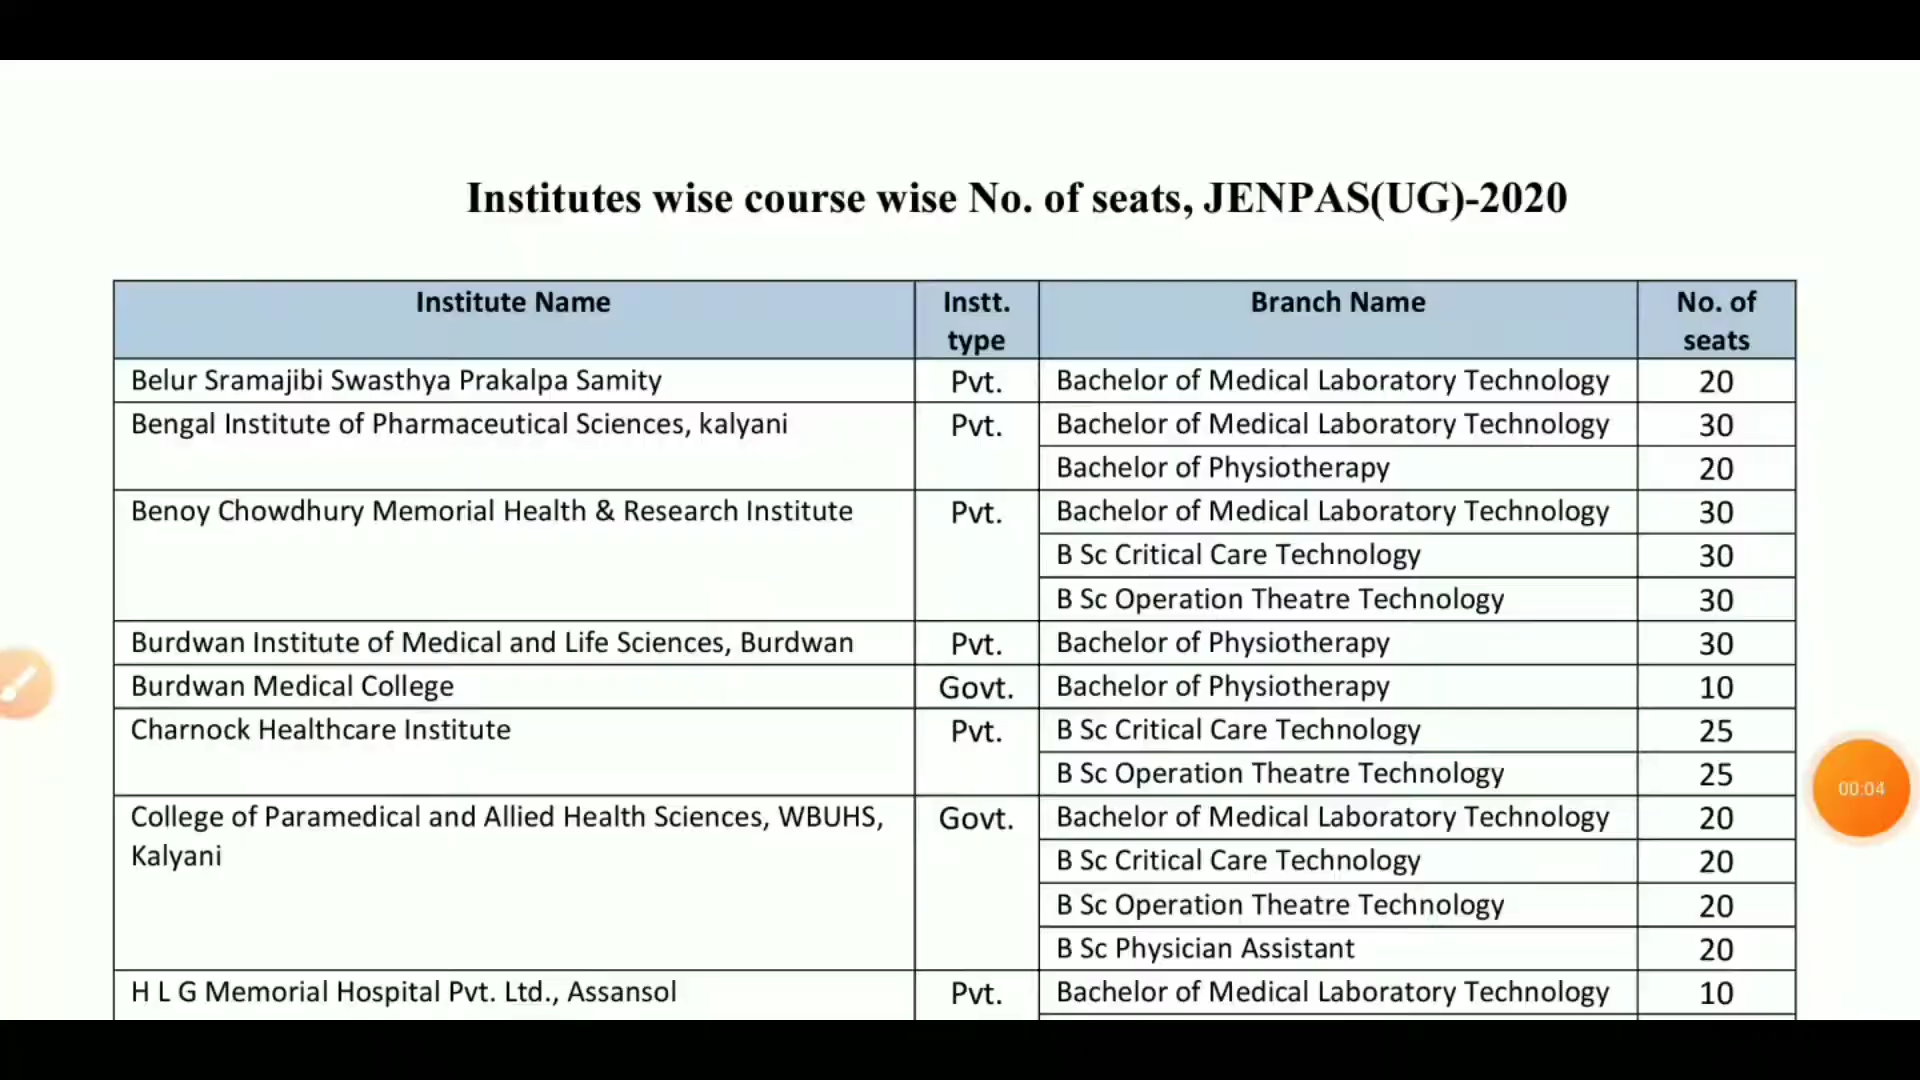 Institutes wise course wise No. of seats, JENPAS(UG)-2020
Institute Name Instt. type Branch Name No. of seats
Belur Sramajibi Swasthya Prakalpa Samity Pvt. Bachelor of Medical Laboratory Technology 20
Bengal Institute of Pharmaceutical Sciences, kalyani Pvt. Bachelor of Medical Laboratory Technology 30
Bachelor of Physiotherapy 20
Benoy Chowdhury Memorial Health & Research Institute Pvt. Bachelor of Medical Laboratory Technology 30
B Sc Critical Care Technology 30
B Sc Operation Theatre Technology 30
Burdwan Institute of Medical and Life Sciences, Burdwan Pvt. Bachelor of Physiotherapy 30
Burdwan Medical College Govt. Bachelor of Physiotherapy 10
Charnock Healthcare Institute Pvt. B Sc Critical Care Technology 25
B Sc Operation Theatre Technology 25
00:04
College of Paramedical and Allied Health Sciences, WBUHS, Govt. Bachelor of Medical Laboratory Technology 20
Kalyani B Sc Critical Care Technology 20
B Sc Operation Theatre Technology 20
B Sc Physician Assistant 20
H L G Memorial Hospital Pvt. Ltd., Assansol Pvt. Bachelor of Medical Laboratory Technology 10